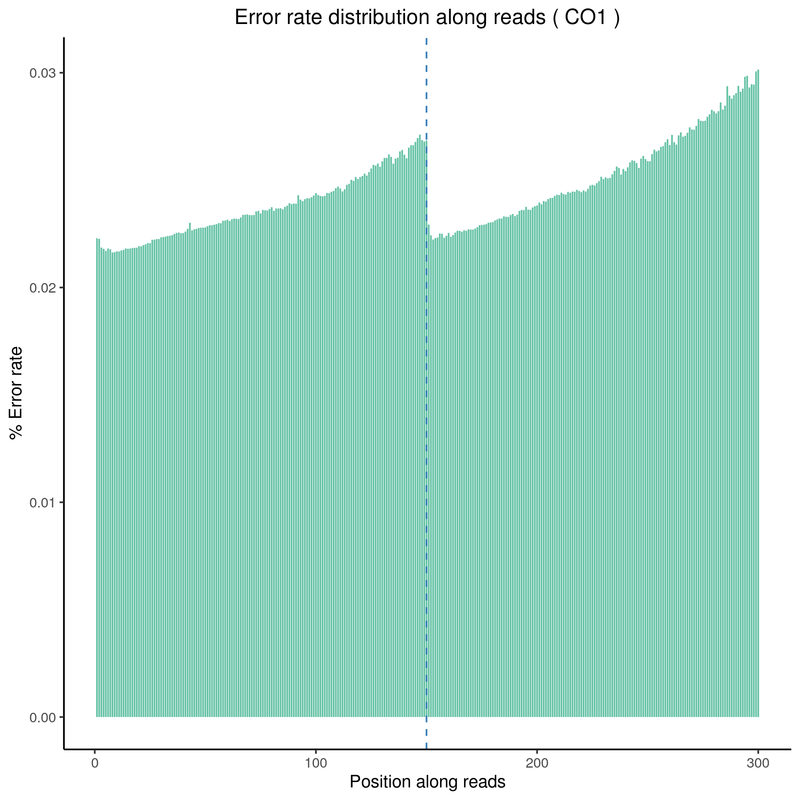 Error rate distribution along reads ( CO1 )
% Error rate
0.03
0.02
0.01
0.00
0 100 200 300
Position along reads